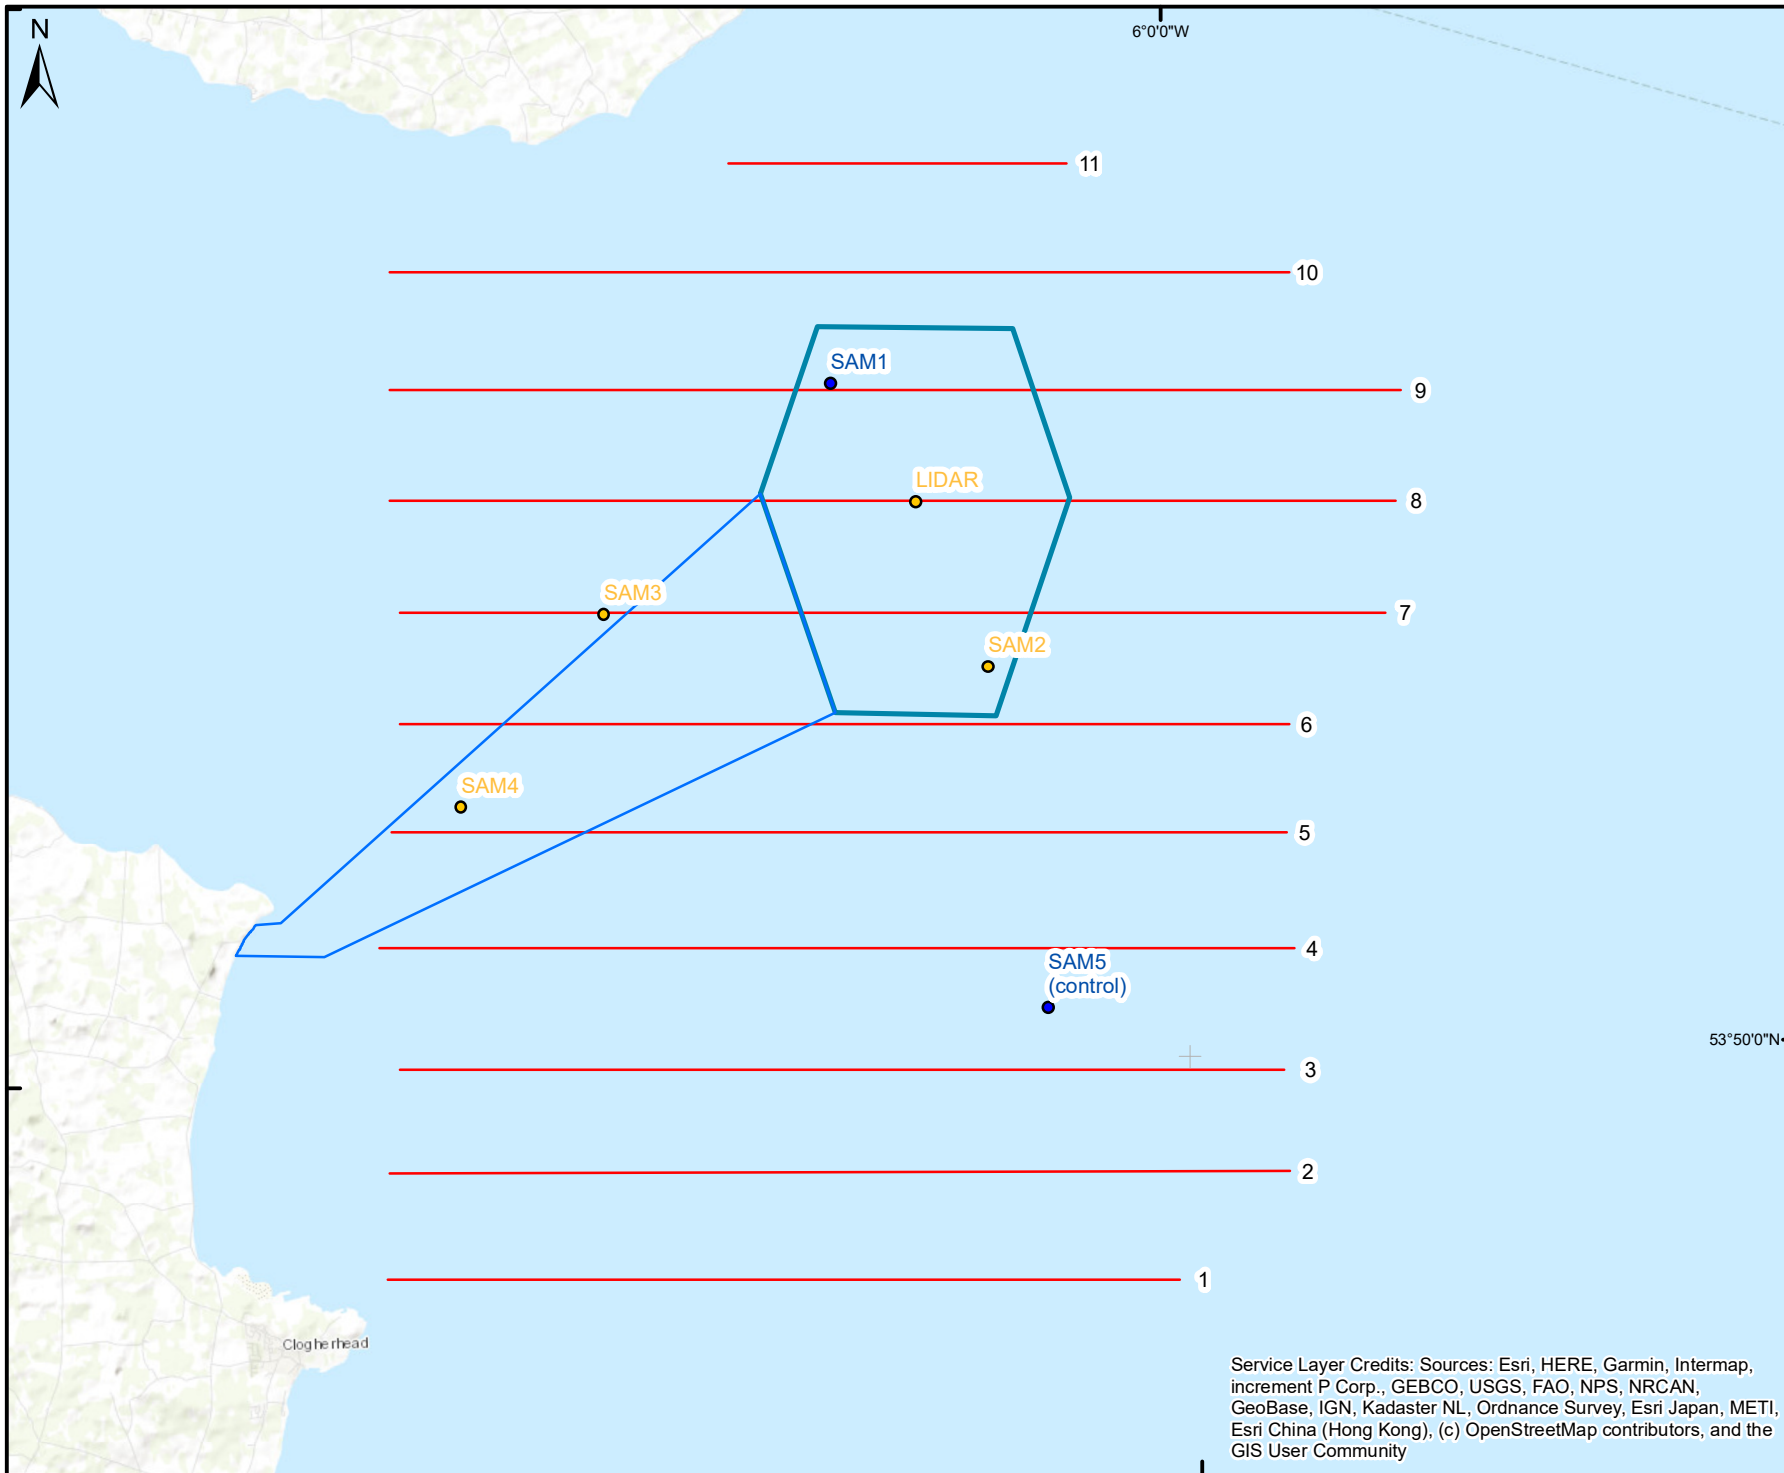 N
6°0'0"W
11
10
SAM1
9
LIDAR
8
SAM3
7
SAM2
6
SAM4
5
4
SAM5
(control)
53°50'0"N
3
2
1
Clogherhead
Service Layer Credits: Sources: Esri, HERE, Garmin, Intermap,
increment P Corp., GEBCO, USGS, FAO, NPS, NRCAN,
GeoBase, IGN, Kadaster NL, Ordnance Survey, Esri Japan, METI,
Esri China (Hong Kong), (c) OpenStreetMap contributors, and the
GIS User Community